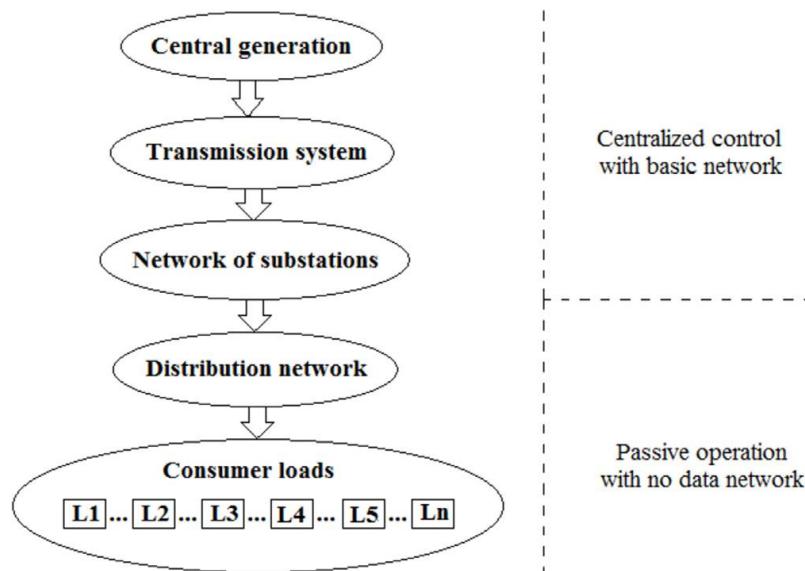 Central generation
Transmission system
Network of substations
Distribution network
Consumer loads
L1 ... L2 ... L3 ... L4 ... L5 ... Ln
Centralized control
with basic network
Passive operation
with no data network